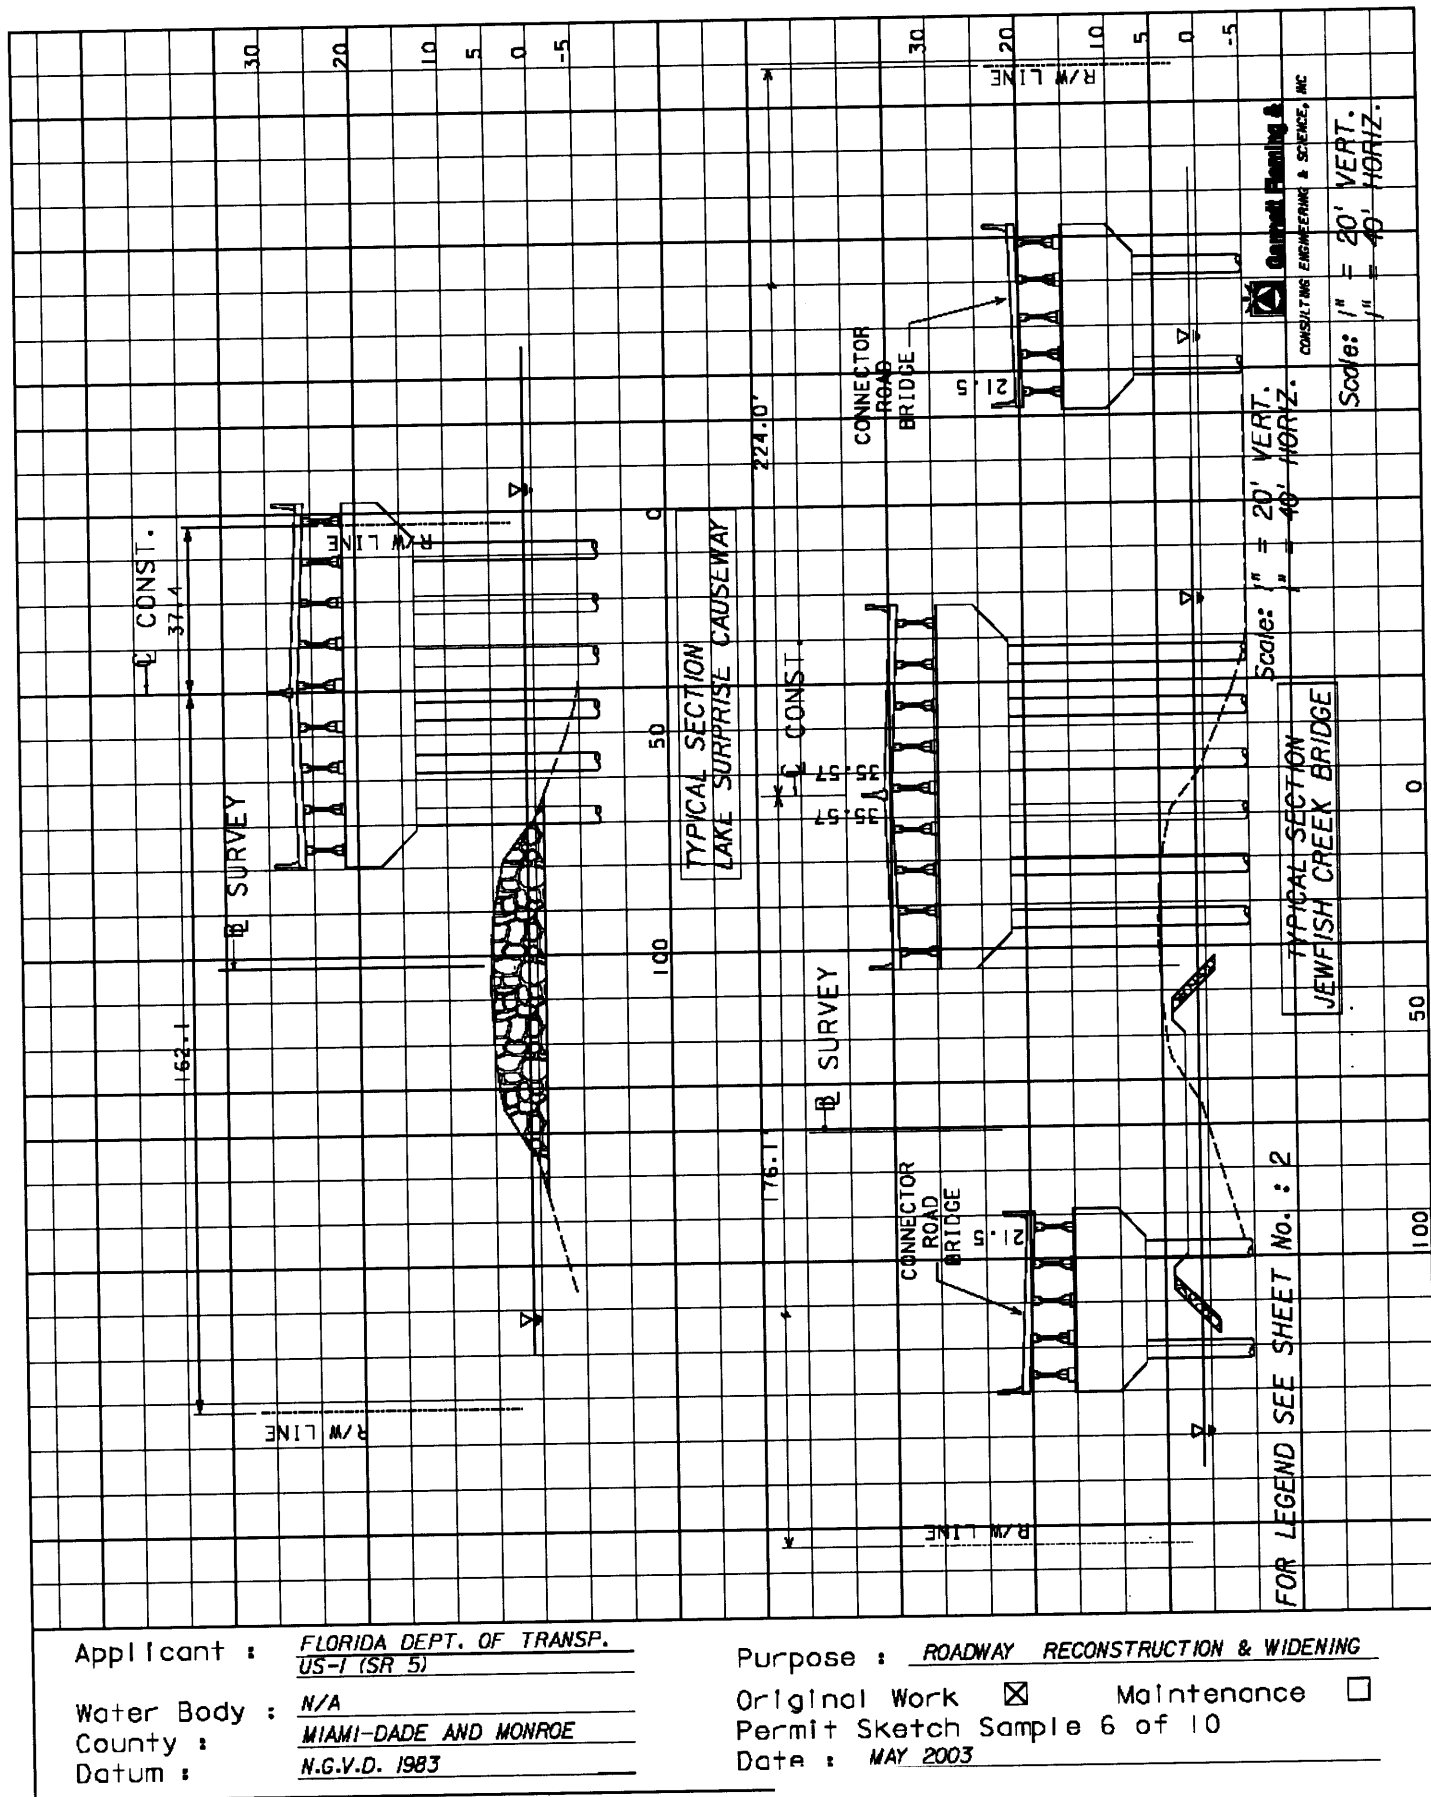 30
20
10
5
0
-5
℄ CONST.
37.4
R/W LINE
B SURVEY
162.1
R/W LINE
0
50
100
TYPICAL SECTION
LAKE SURPRISE CAUSEWAY
30
20
10
5
0
-5
R/W LINE
224.0'
CONNECTOR
ROAD
BRIDGE
21.5
℄ CONST.
35.57
35.57
B SURVEY
176.1
CONNECTOR
ROAD
BRIDGE
21.5
R/W LINE
Gannett Fleming &
CONSULTING ENGINEERING & SCIENCE, INC
Scale: 1" = 20' VERT.
1" = 40' HORIZ.
Scale: 1" = 20' VERT.
1" = 40' HORIZ.
TYPICAL SECTION
JEWFISH CREEK BRIDGE
0
50
100
FOR LEGEND SEE SHEET No. : 2
Applicant : FLORIDA DEPT. OF TRANSP.
US-1 (SR 5)
Water Body : N/A
County : MIAMI-DADE AND MONROE
Datum : N.G.V.D. 1983
Purpose : ROADWAY RECONSTRUCTION & WIDENING
Original Work ☒ Maintenance ☐
Permit Sketch Sample 6 of 10
Date : MAY 2003